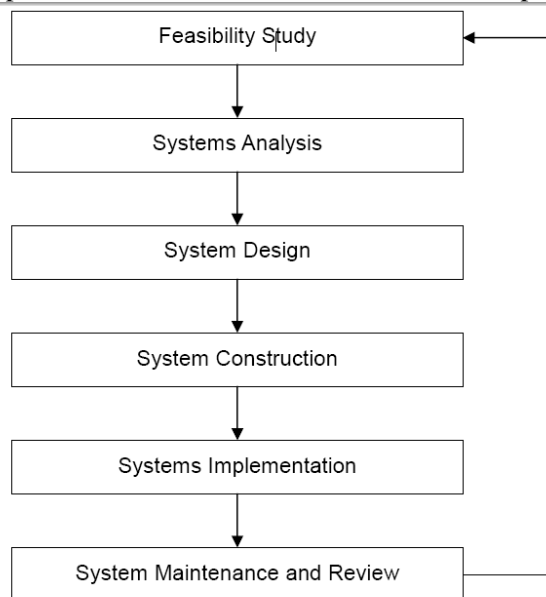 Feasibility Study
Systems Analysis
System Design
System Construction
Systems Implementation
System Maintenance and Review